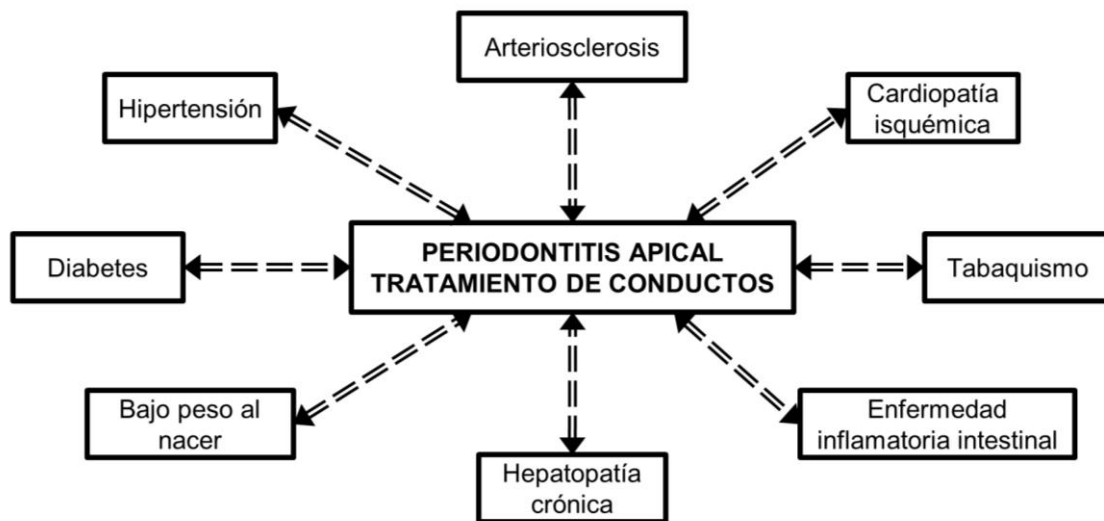 Arteriosclerosis
Hipertensión
Cardiopatía
isquémica
PERIODONTITIS APICAL
TRATAMIENTO DE CONDUCTOS
Diabetes
Tabaquismo
Bajo peso al
nacer
Enfermedad
inflamatoria intestinal
Hepatopatía
crónica